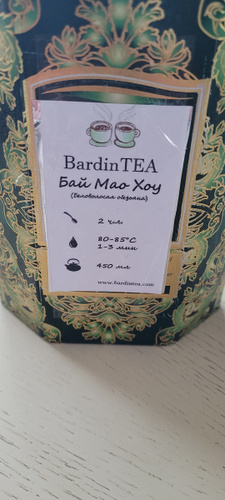 BardinTEA
Бай Мао Хоу
(Беловолосая обезьяна)
2 ч.л.
80-85°C
1-3 мин
450 мл
www.bardintea.com